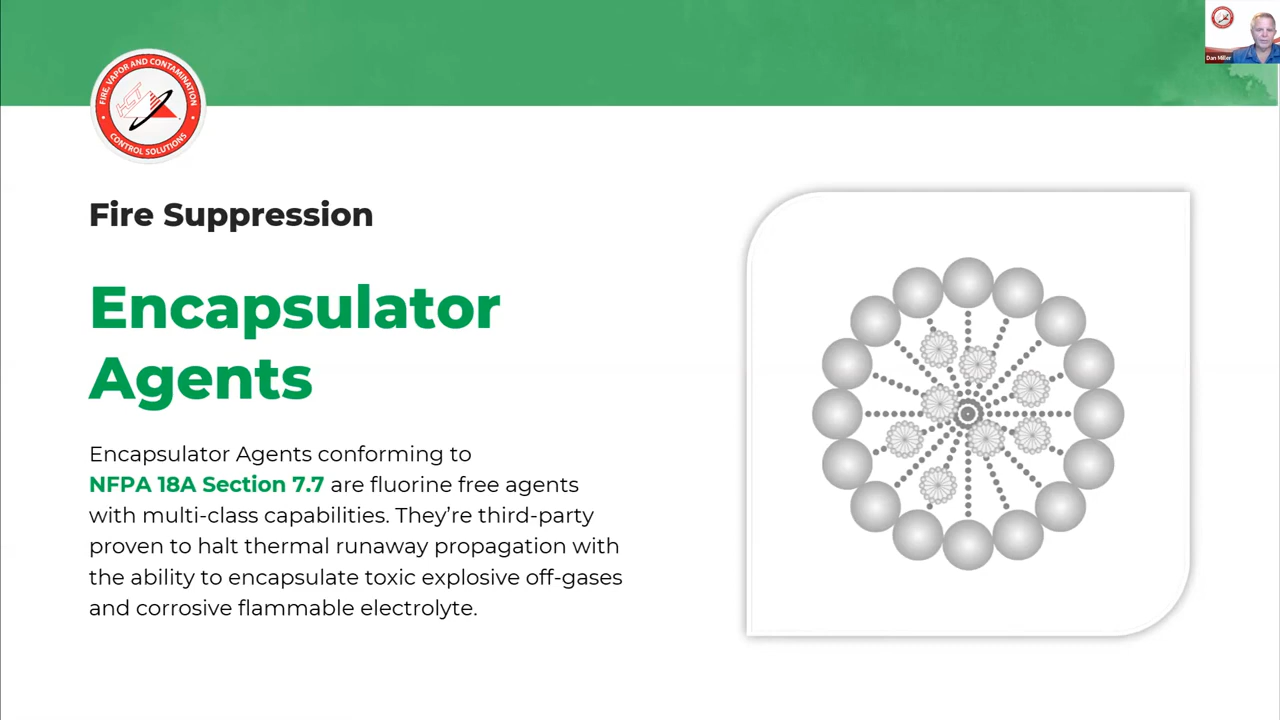 FIRE, VAPOR AND CONTAMINATION
HCT
CONTROL SOLUTIONS
Dan Miller
Fire Suppression
Encapsulator
Agents
Encapsulator Agents conforming to
NFPA 18A Section 7.7 are fluorine free agents
with multi-class capabilities. They’re third-party
proven to halt thermal runaway propagation with
the ability to encapsulate toxic explosive off-gases
and corrosive flammable electrolyte.